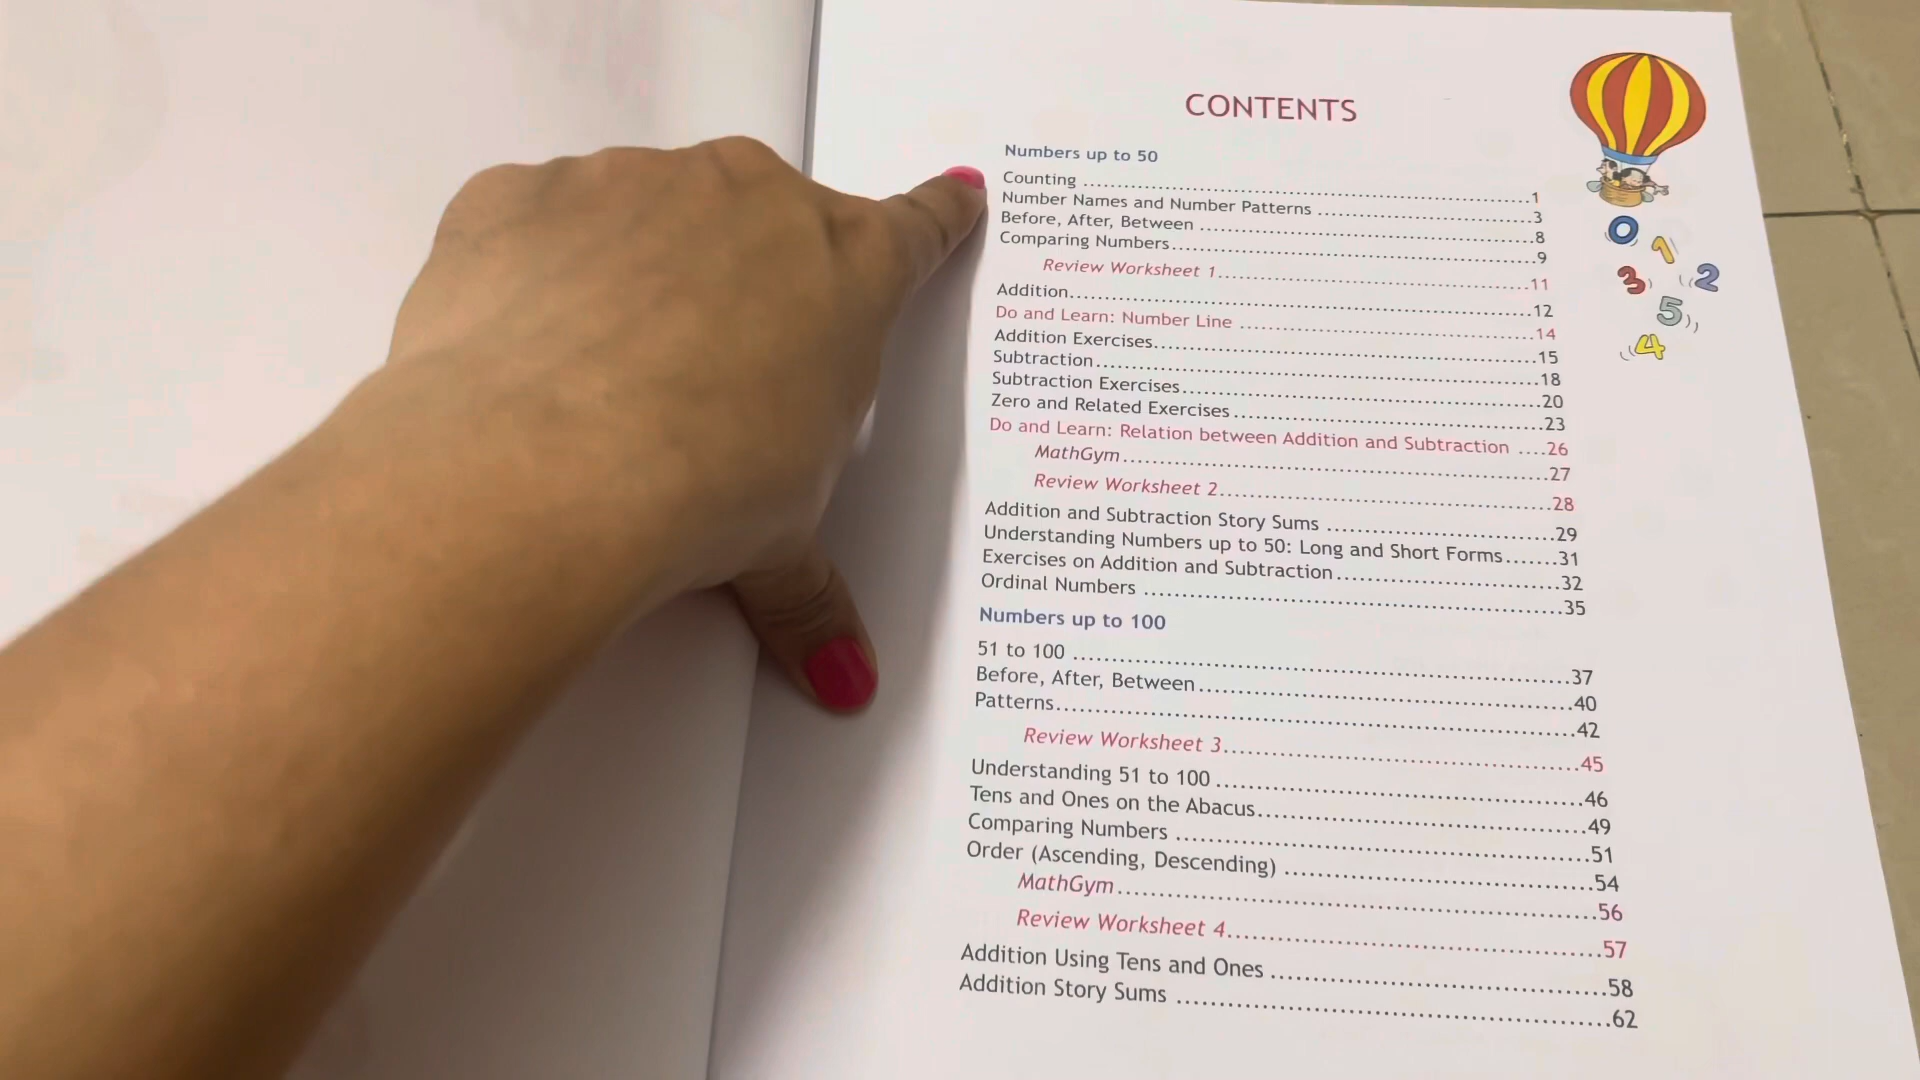 CONTENTS
Numbers up to 50
Counting ........................................................................1
Number Names and Number Patterns ..................................3
Before, After, Between ......................................................8
Comparing Numbers..........................................................9
Review Worksheet 1....................................................11
Addition...........................................................................12
Do and Learn: Number Line ................................................14
Addition Exercises..............................................................15
Subtraction.......................................................................18
Subtraction Exercises.........................................................20
Zero and Related Exercises.................................................23
Do and Learn: Relation between Addition and Subtraction ....26
MathGym....................................................................27
Review Worksheet 2....................................................28
Addition and Subtraction Story Sums ...................................29
Understanding Numbers up to 50: Long and Short Forms.......31
Exercises on Addition and Subtraction..................................32
Ordinal Numbers ...............................................................35
Numbers up to 100
51 to 100 .........................................................................37
Before, After, Between.......................................................40
Patterns............................................................................42
Review Worksheet 3....................................................45
Understanding 51 to 100 ....................................................46
Tens and Ones on the Abacus..............................................49
Comparing Numbers ..........................................................51
Order (Ascending, Descending) ...........................................54
MathGym....................................................................56
Review Worksheet 4....................................................57
Addition Using Tens and Ones .............................................58
Addition Story Sums ..........................................................62
0
1
2
3
5
4